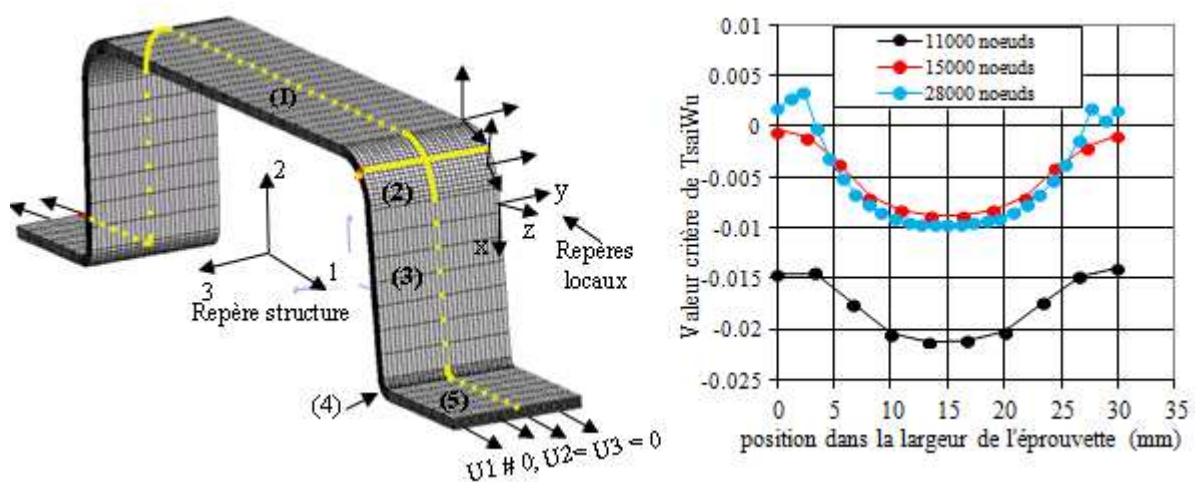 (1)
(2)
(3)
(4)
(5)
2
1
3
Repère structure
y
z
x
Repères
locaux
U1 # 0, U2= U3 = 0
Valeur critère de TsaiWu
0.01
0.005
0
-0.005
-0.01
-0.015
-0.02
-0.025
11000 noeuds
15000 noeuds
28000 noeuds
0 5 10 15 20 25 30 35
position dans la largeur de l'éprouvette (mm)